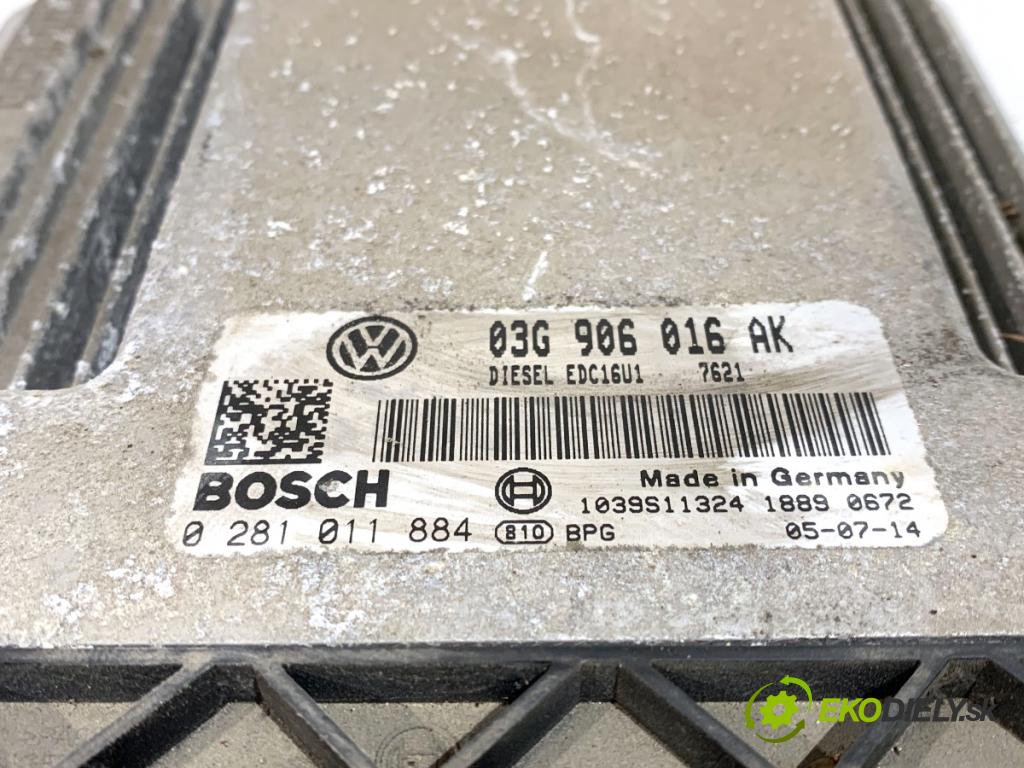 03G 906 016 AK
DIESEL EDC16U1 7621
BOSCH
Made in Germany
1039S11324 1889 0672
0 281 011 884 810 BPG 05-07-14
EKODIELY.SK